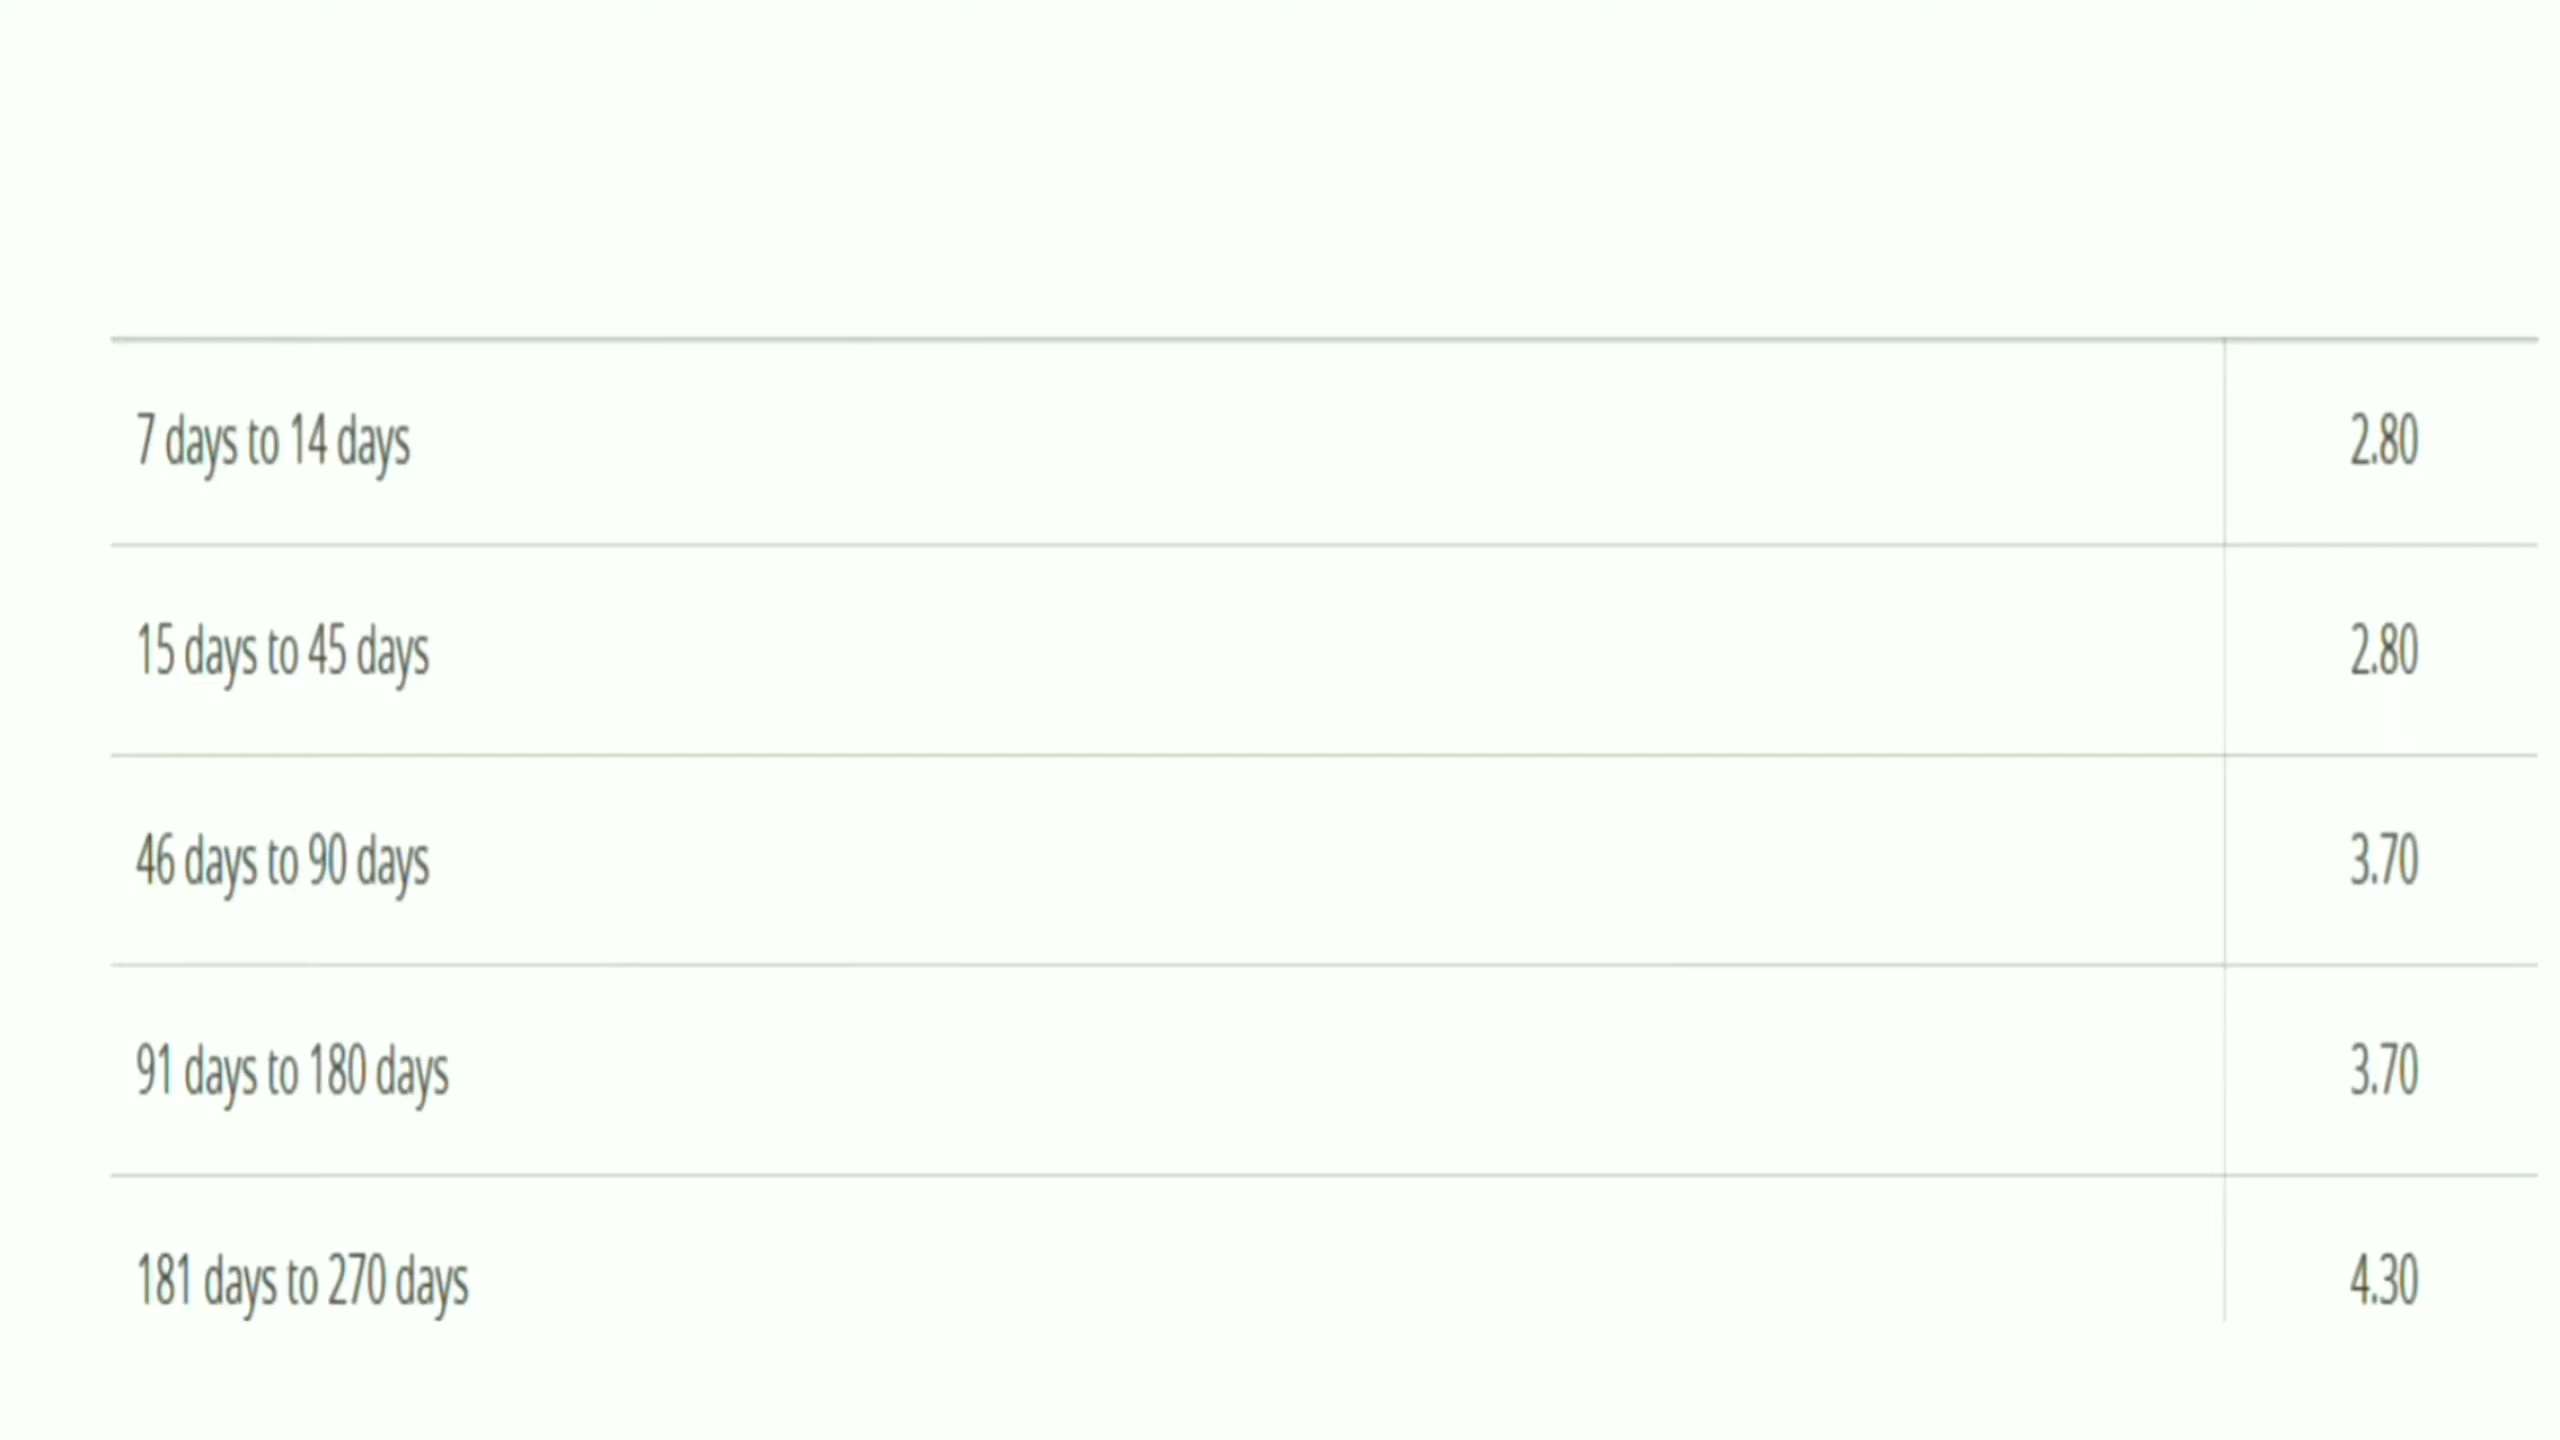 7 days to 14 days 2.80
15 days to 45 days 2.80
46 days to 90 days 3.70
91 days to 180 days 3.70
181 days to 270 days 4.30